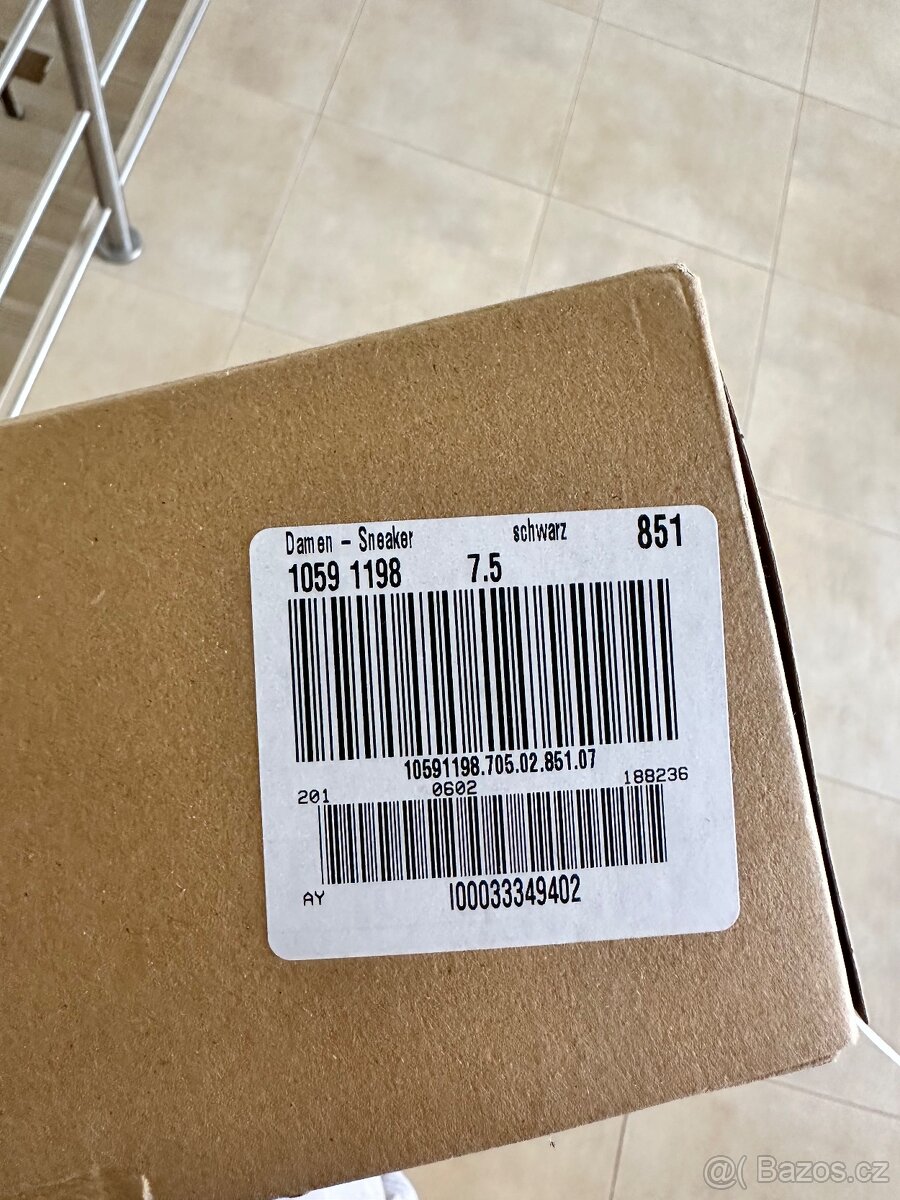 Damen - Sneaker schwarz 851
1059 1198 7.5
10591198.705.02.851.07
201 0602 188236
AY I00033349402
@( Bazos.cz